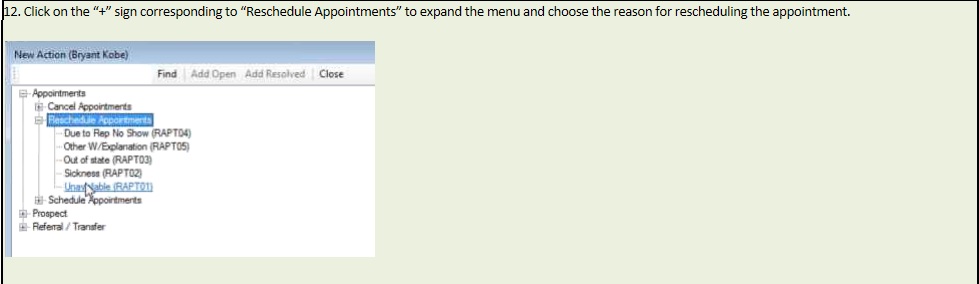 12. Click on the “+” sign corresponding to “Reschedule Appointments” to expand the menu and choose the reason for rescheduling the appointment.
New Action (Bryant Kobe)
Find Add Open Add Resolved Close
Appointments
Cancel Appointments
Reschedule Appointments
Due to Rep No Show (RAPT04)
Other W/Explanation (RAPT05)
Out of state (RAPT03)
Sickness (RAPT02)
Unavailable (RAPT01)
Schedule Appointments
Prospect
Referral / Transfer